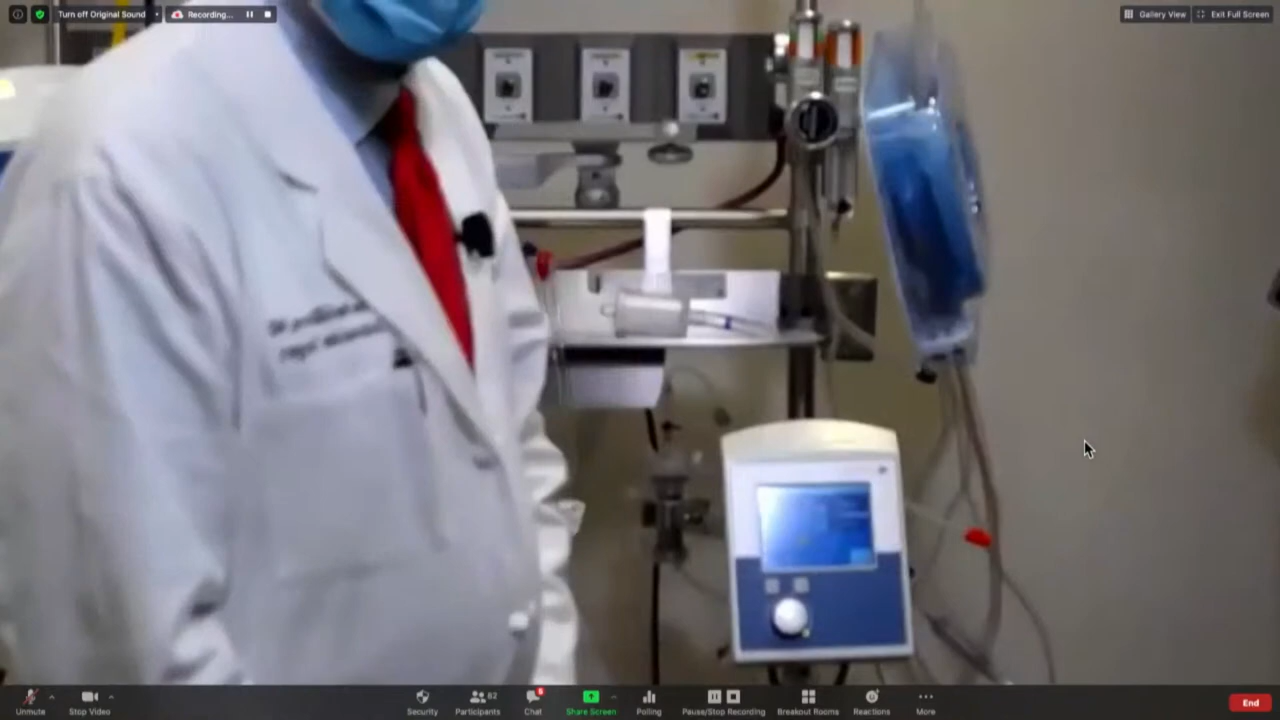 Turn off Original Sound
Recording...
Gallery View
Exit Full Screen
Unmute
Stop Video
Security
Participants
62
Chat
Share Screen
Polling
Pause/Stop Recording
Breakout Rooms
Reactions
More
End